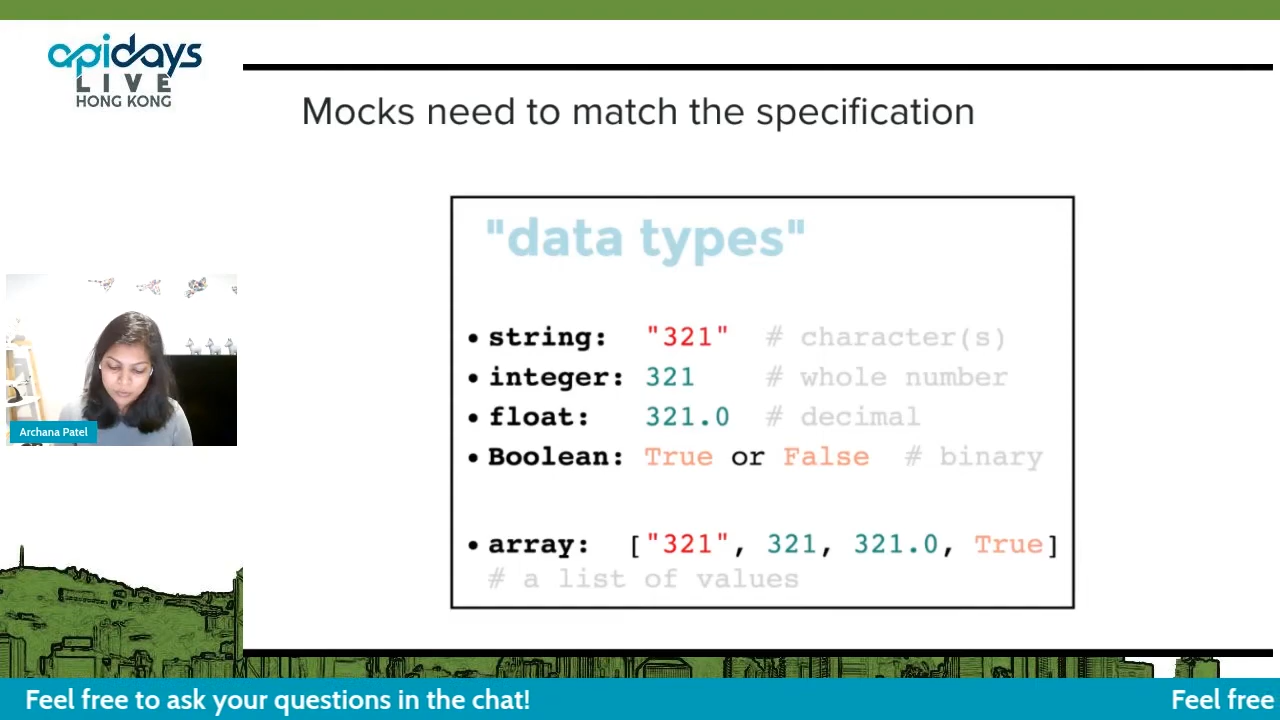 apidays
LIVE
HONG KONG
Mocks need to match the specification
"data types"
• string: "321" # character(s)
• integer: 321 # whole number
• float: 321.0 # decimal
• Boolean: True or False # binary
• array: ["321", 321, 321.0, True]
# a list of values
Archana Patel
Feel free to ask your questions in the chat!
Feel free